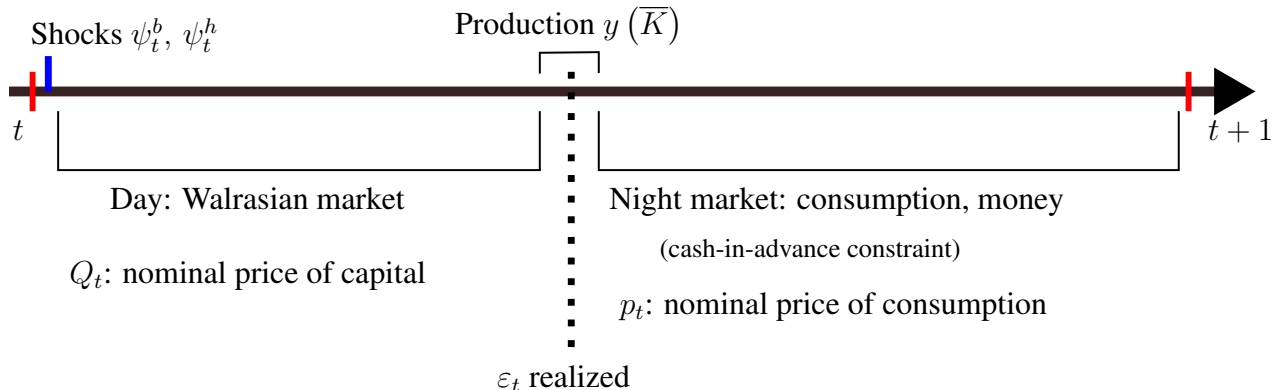 Shocks ψ_t^b, ψ_t^h
Production y (K̅)
t
t + 1
Day: Walrasian market
Q_t: nominal price of capital
Night market: consumption, money
(cash-in-advance constraint)
p_t: nominal price of consumption
ε_t realized